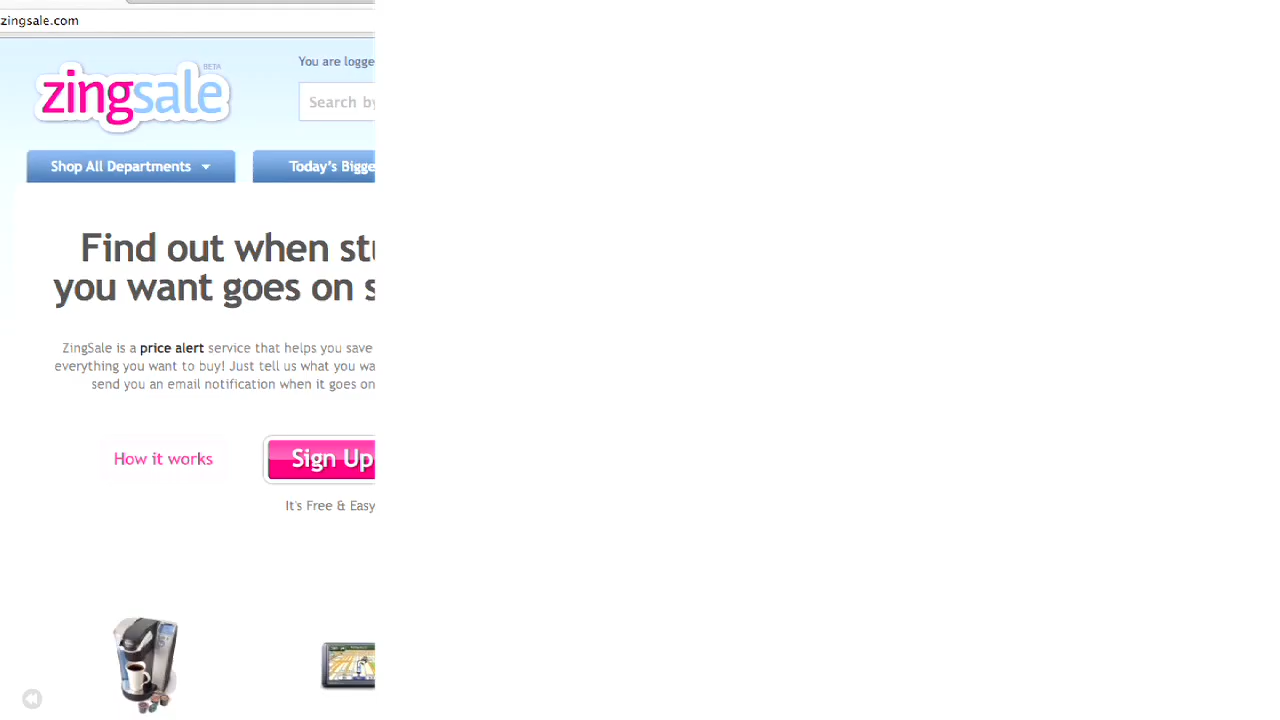 zingsale.com
You are logge
BETA
zingsale
Search by
Shop All Departments
Today's Bigge
Find out when stu
you want goes on s
ZingSale is a price alert service that helps you save
everything you want to buy! Just tell us what you wa
send you an email notification when it goes on
How it works
Sign Up
It's Free & Easy